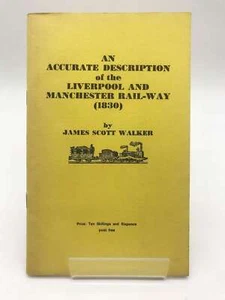 AN
ACCURATE DESCRIPTION
of the
LIVERPOOL AND
MANCHESTER RAIL-WAY
(1830)
by
JAMES SCOTT WALKER
Price: Ten Shillings and Sixpence
post free